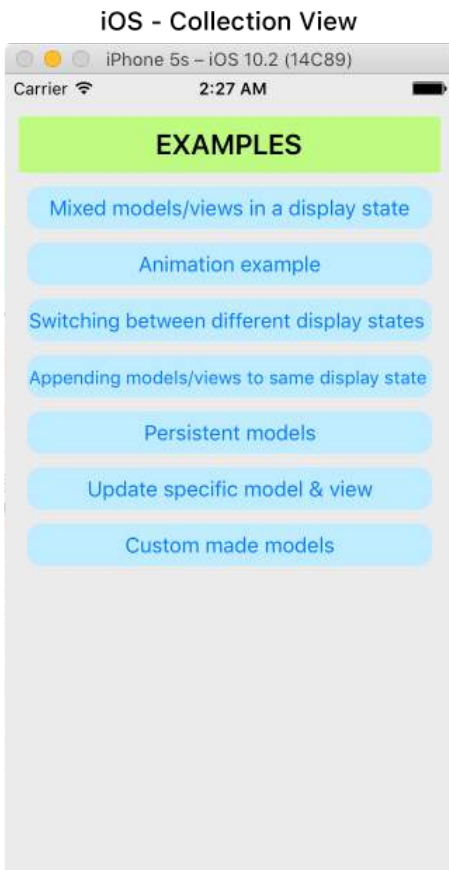 iOS - Collection View
iPhone 5s – iOS 10.2 (14C89)
Carrier 2:27 AM
EXAMPLES
Mixed models/views in a display state
Animation example
Switching between different display states
Appending models/views to same display state
Persistent models
Update specific model & view
Custom made models